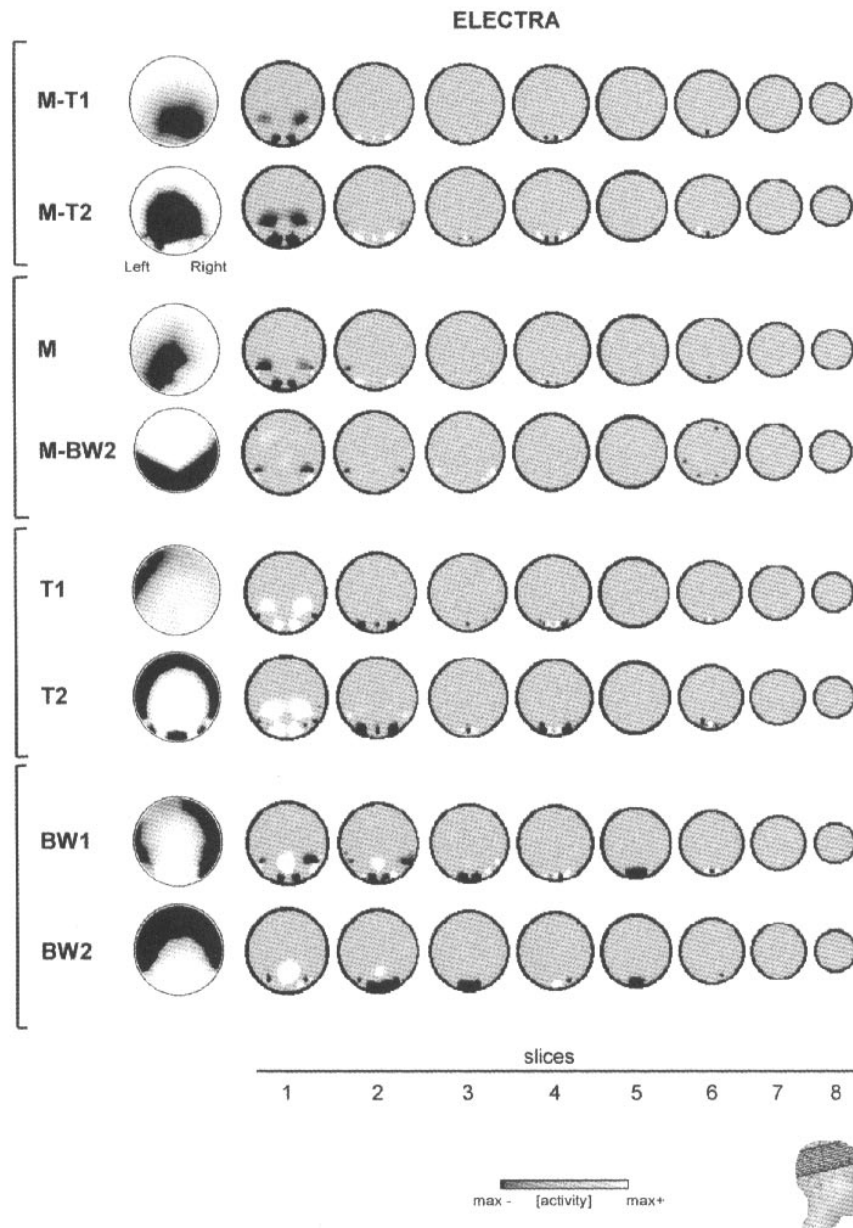 ELECTRA
M-T1
M-T2
Left Right
M
M-BW2
T1
T2
BW1
BW2
slices
1 2 3 4 5 6 7 8
max - [activity] max+